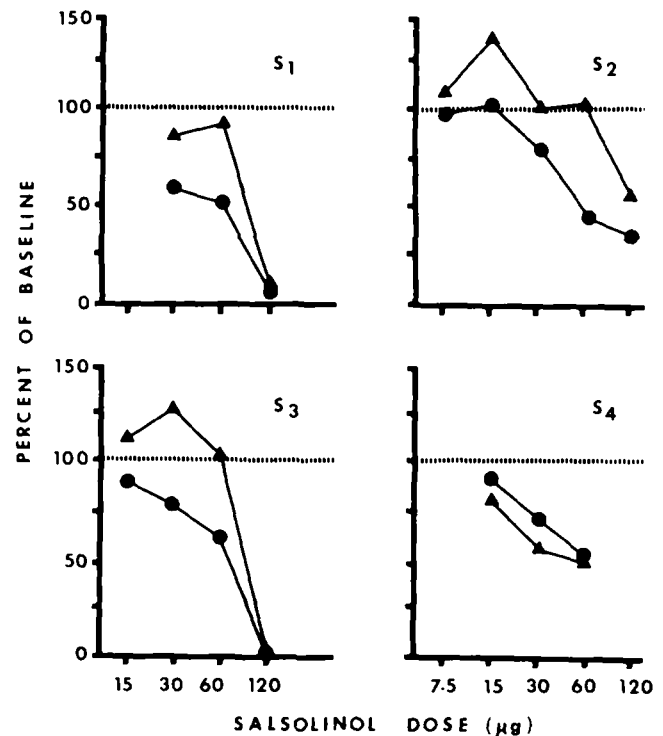 150
100
50
0
S1
S2
PERCENT OF BASELINE
150
100
50
0
S3
S4
15 30 60 120
7·5 15 30 60 120
SALSOLINOL DOSE (μg)